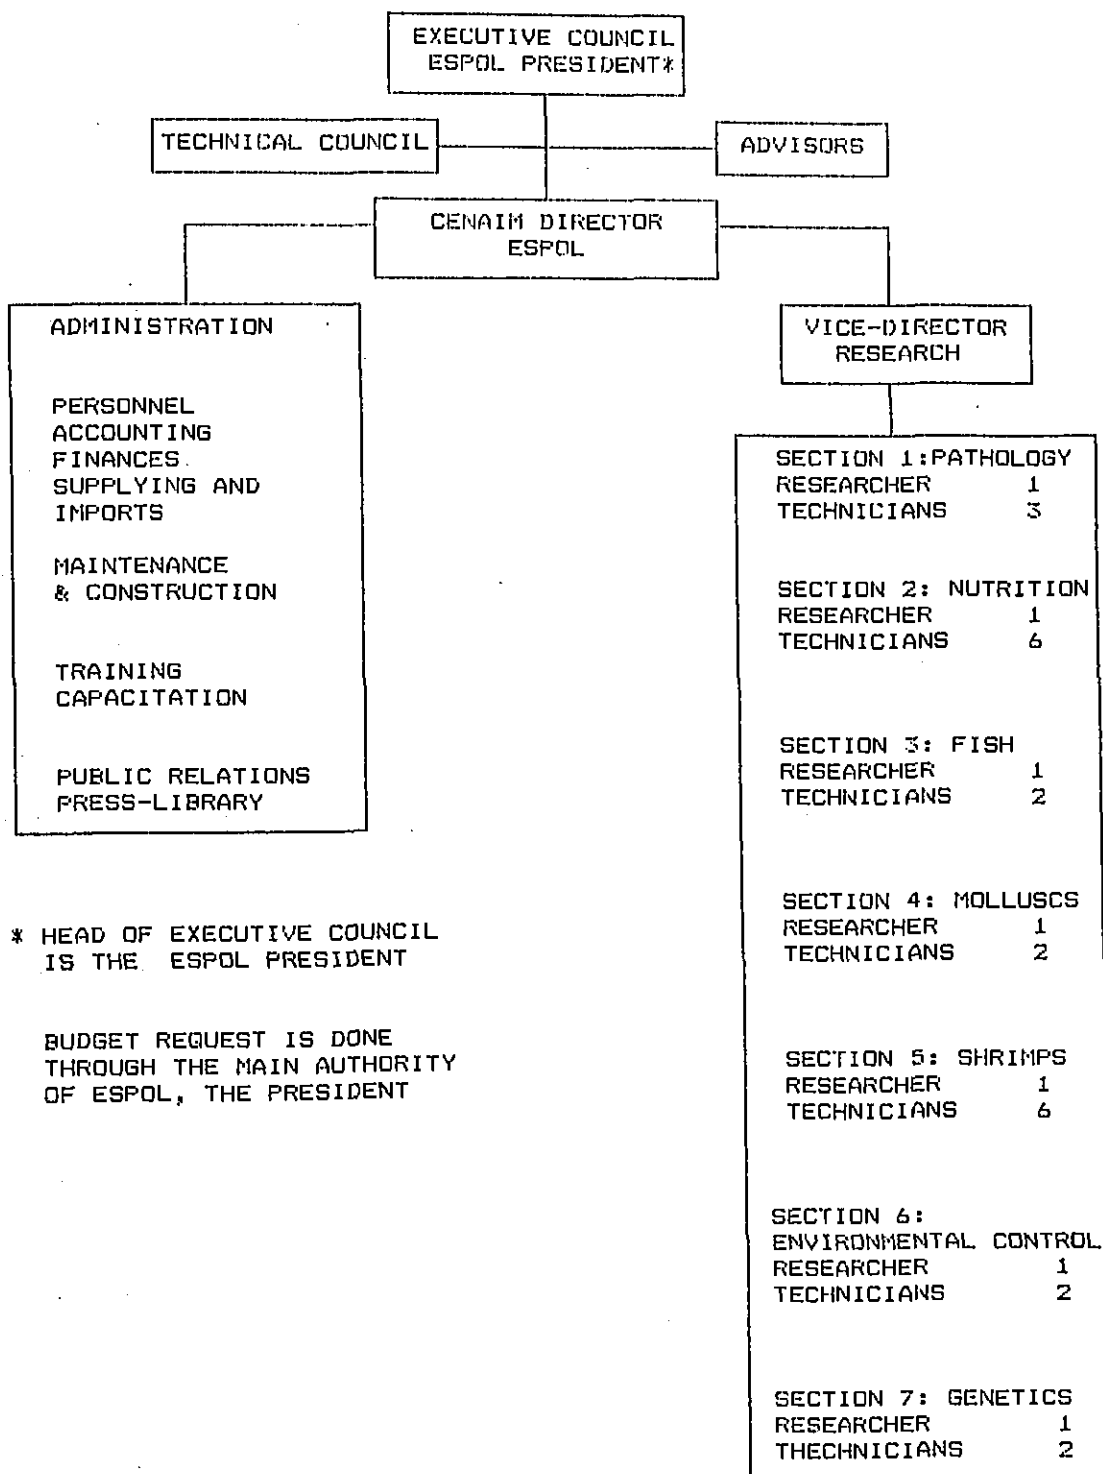 EXECUTIVE COUNCIL
ESPOL PRESIDENT*
TECHNICAL COUNCIL
ADVISORS
CENAIM DIRECTOR
ESPOL
ADMINISTRATION
PERSONNEL
ACCOUNTING
FINANCES
SUPPLYING AND
IMPORTS
MAINTENANCE
& CONSTRUCTION
TRAINING
CAPACITATION
PUBLIC RELATIONS
PRESS-LIBRARY
* HEAD OF EXECUTIVE COUNCIL
IS THE ESPOL PRESIDENT
BUDGET REQUEST IS DONE
THROUGH THE MAIN AUTHORITY
OF ESPOL, THE PRESIDENT
VICE-DIRECTOR
RESEARCH
SECTION 1:PATHOLOGY
RESEARCHER 1
TECHNICIANS 3
SECTION 2: NUTRITION
RESEARCHER 1
TECHNICIANS 6
SECTION 3: FISH
RESEARCHER 1
TECHNICIANS 2
SECTION 4: MOLLUSCS
RESEARCHER 1
TECHNICIANS 2
SECTION 5: SHRIMPS
RESEARCHER 1
TECHNICIANS 6
SECTION 6:
ENVIRONMENTAL CONTROL
RESEARCHER 1
TECHNICIANS 2
SECTION 7: GENETICS
RESEARCHER 1
THECHNICIANS 2